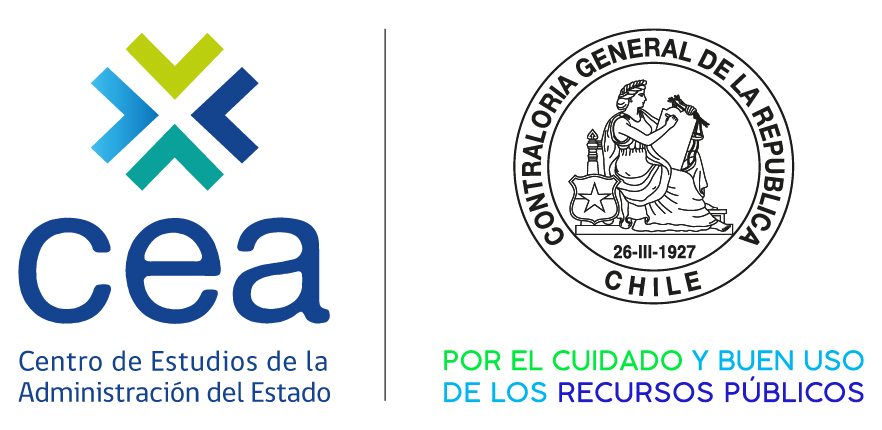 cea
Centro de Estudios de la
Administración del Estado
CONTRALORIA GENERAL DE LA REPUBLICA
26-III-1927
CHILE
POR EL CUIDADO Y BUEN USO
DE LOS RECURSOS PÚBLICOS